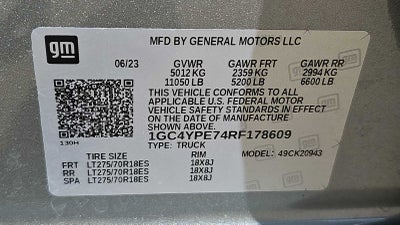 gm
MFD BY GENERAL MOTORS LLC
06/23 GVWR GAWR FRT GAWR RR
5012 KG 2359 KG 2994 KG
11050 LB 5200 LB 6600 LB
THIS VEHICLE CONFORMS TO ALL
APPLICABLE U.S. FEDERAL MOTOR
VEHICLE SAFETY STANDARDS IN EFFECT
ON THE DATE OF MANUFACTURE
SHOWN ABOVE.
1GC4YPE74RF178609
130H TYPE: TRUCK
TIRE SIZE RIM MODEL: 49CK20943
FRT LT275/70R18ES 18X8J
RR LT275/70R18ES 18X8J
SPA LT275/70R18ES 18X8J